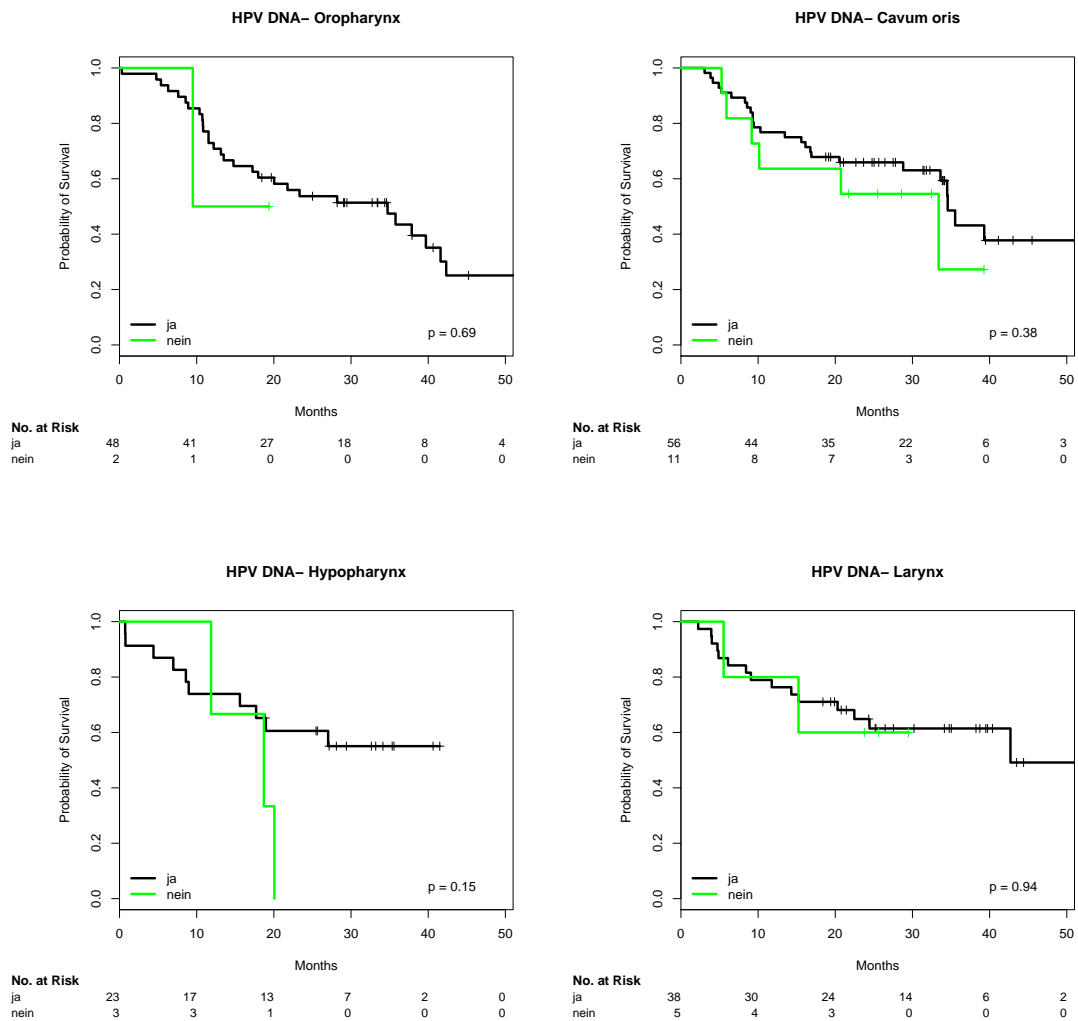 HPV DNA− Oropharynx
Probability of Survival
0.0 0.2 0.4 0.6 0.8 1.0
ja
nein
p = 0.69
0 10 20 30 40 50
Months
No. at Risk
ja 48 41 27 18 8 4
nein 2 1 0 0 0 0
HPV DNA− Cavum oris
Probability of Survival
0.0 0.2 0.4 0.6 0.8 1.0
ja
nein
p = 0.38
0 10 20 30 40 50
Months
No. at Risk
ja 56 44 35 22 6 3
nein 11 8 7 3 0 0
HPV DNA− Hypopharynx
Probability of Survival
0.0 0.2 0.4 0.6 0.8 1.0
ja
nein
p = 0.15
0 10 20 30 40 50
Months
No. at Risk
ja 23 17 13 7 2 0
nein 3 3 1 0 0 0
HPV DNA− Larynx
Probability of Survival
0.0 0.2 0.4 0.6 0.8 1.0
ja
nein
p = 0.94
0 10 20 30 40 50
Months
No. at Risk
ja 38 30 24 14 6 2
nein 5 4 3 0 0 0